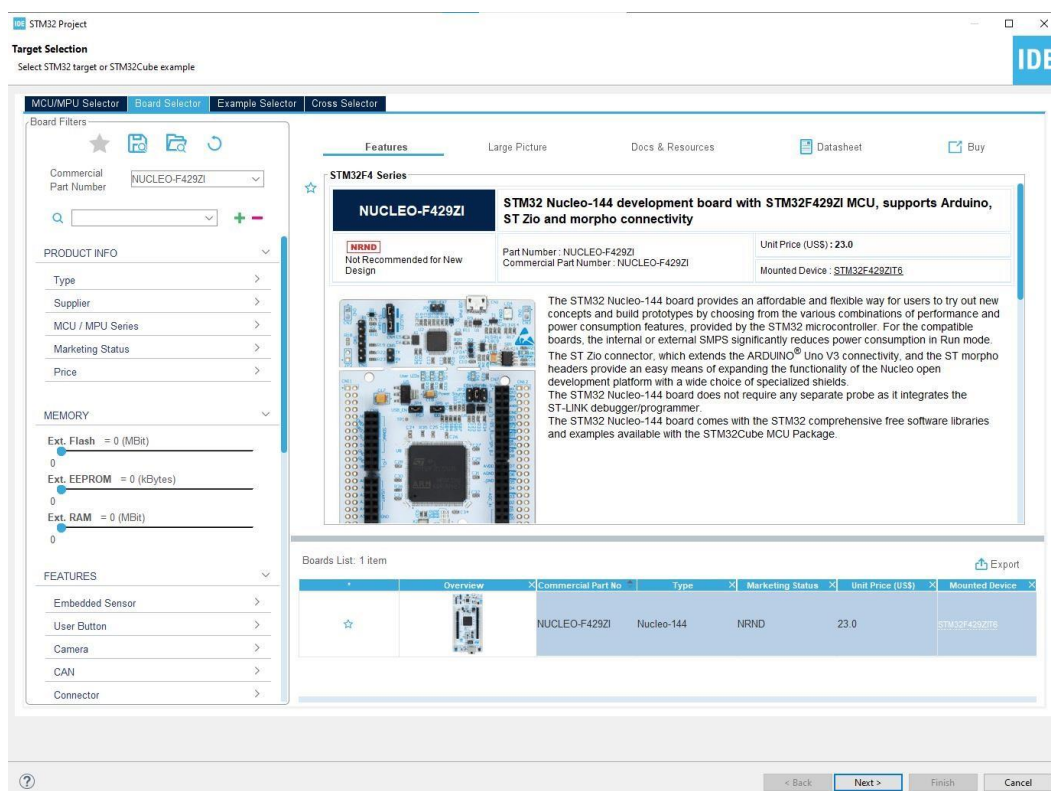 IDE STM32 Project
Target Selection
Select STM32 target or STM32Cube example
IDE
MCU/MPU Selector Board Selector Example Selector Cross Selector
Board Filters
Commercial
Part Number
NUCLEO-F429ZI
PRODUCT INFO
Type
Supplier
MCU / MPU Series
Marketing Status
Price
MEMORY
Ext. Flash = 0 (MBit)
0
Ext. EEPROM = 0 (kBytes)
0
Ext. RAM = 0 (MBit)
0
FEATURES
Embedded Sensor
User Button
Camera
CAN
Connector
Features Large Picture Docs & Resources Datasheet Buy
STM32F4 Series
NUCLEO-F429ZI
STM32 Nucleo-144 development board with STM32F429ZI MCU, supports Arduino,
ST Zio and morpho connectivity
NRND
Not Recommended for New
Design
Part Number : NUCLEO-F429ZI
Commercial Part Number : NUCLEO-F429ZI
Unit Price (US$) : 23.0
Mounted Device : STM32F429ZIT6
The STM32 Nucleo-144 board provides an affordable and flexible way for users to try out new
concepts and build prototypes by choosing from the various combinations of performance and
power consumption features, provided by the STM32 microcontroller. For the compatible
boards, the internal or external SMPS significantly reduces power consumption in Run mode.
The ST Zio connector, which extends the ARDUINO® Uno V3 connectivity, and the ST morpho
headers provide an easy means of expanding the functionality of the Nucleo open
development platform with a wide choice of specialized shields.
The STM32 Nucleo-144 board does not require any separate probe as it integrates the
ST-LINK debugger/programmer.
The STM32 Nucleo-144 board comes with the STM32 comprehensive free software libraries
and examples available with the STM32Cube MCU Package.
Boards List: 1 item
Export
* Overview Commercial Part No Type Marketing Status Unit Price (US$) Mounted Device
NUCLEO-F429ZI Nucleo-144 NRND 23.0 STM32F429ZIT6
? < Back Next > Finish Cancel